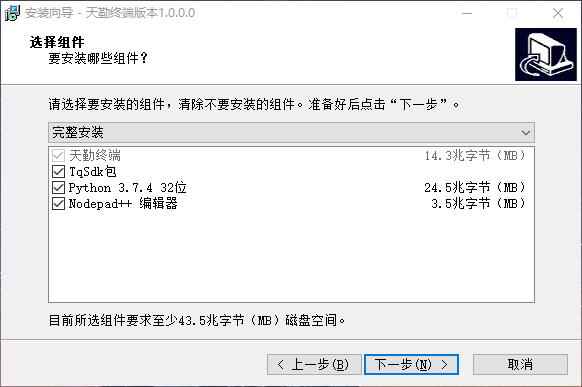 安装向导 - 天勤终端版本1.0.0.0
选择组件
要安装哪些组件？
请选择要安装的组件，清除不要安装的组件。准备好后点击“下一步”。
完整安装
天勤终端 14.3兆字节（MB）
TqSdk包
Python 3.7.4 32位 24.5兆字节（MB）
Nodepad++ 编辑器 3.5兆字节（MB）
目前所选组件要求至少43.5兆字节（MB）磁盘空间。
< 上一步(B) 下一步(N) > 取消